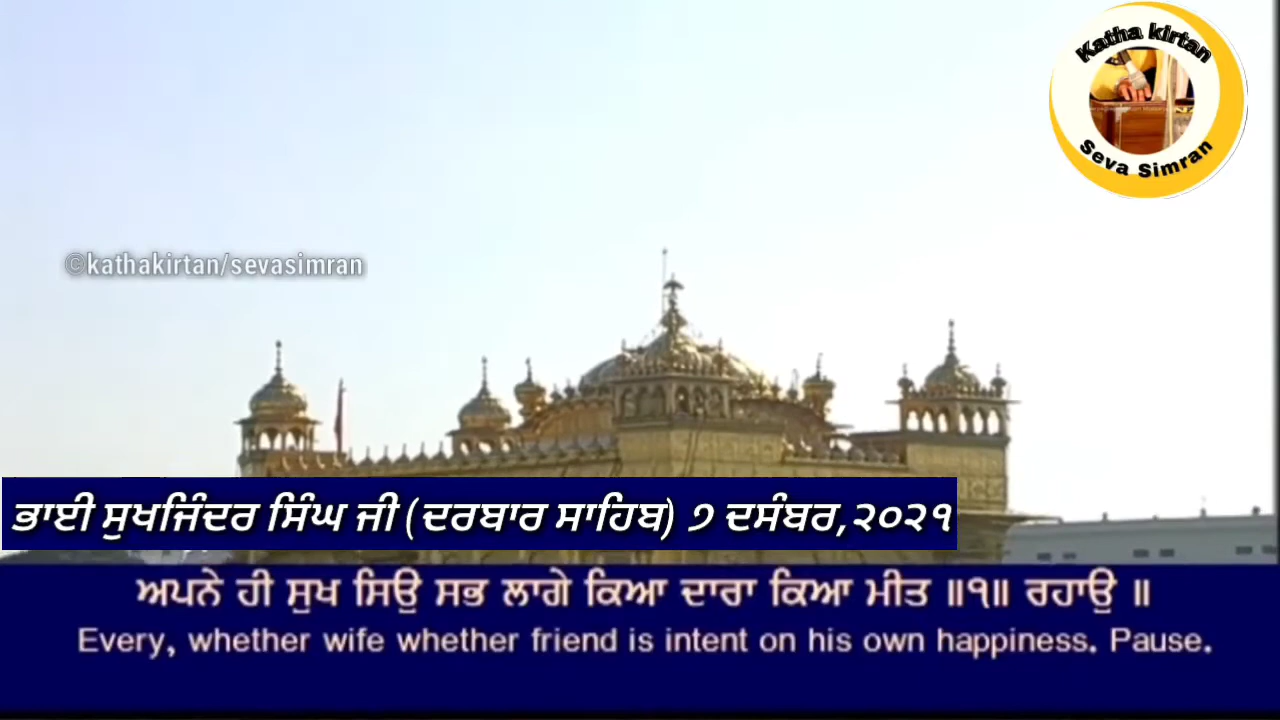 Katha kirtan
Seva Simran
©kathakirtan/sevasimran
ਭਾਈ ਸੁਖਜਿੰਦਰ ਸਿੰਘ ਜੀ (ਦਰਬਾਰ ਸਾਹਿਬ) ੭ ਦਸੰਬਰ,੨੦੨੧
ਅਪਨੇ ਹੀ ਸੁਖ ਸਿਉ ਸਭ ਲਾਗੇ ਕਿਆ ਦਾਰਾ ਕਿਆ ਮੀਤ ॥੧॥ ਰਹਾਉ ॥
Every, whether wife whether friend is intent on his own happiness. Pause.